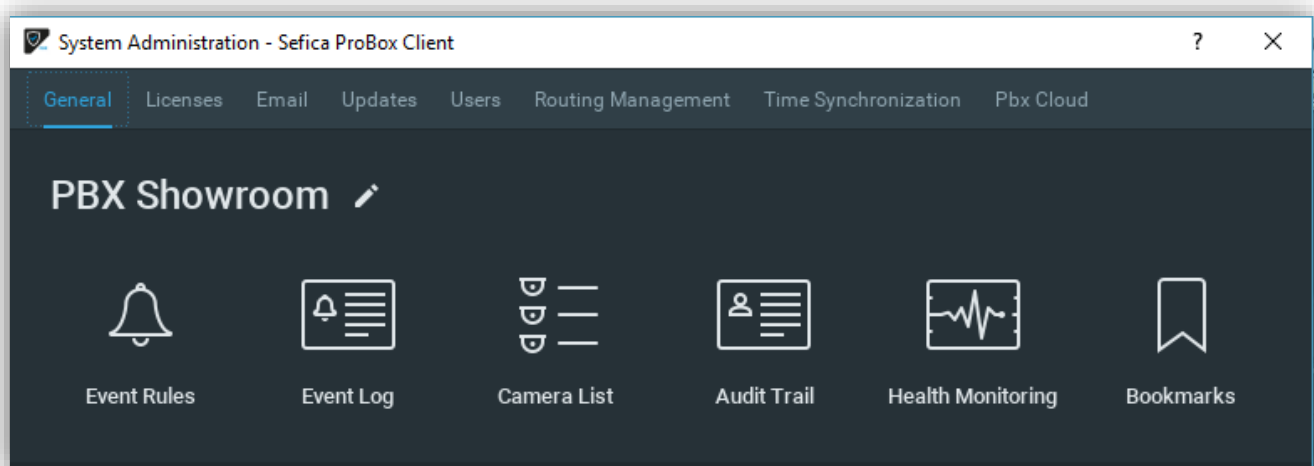 System Administration - Sefica ProBox Client ?
General Licenses Email Updates Users Routing Management Time Synchronization Pbx Cloud
PBX Showroom
Event Rules Event Log Camera List Audit Trail Health Monitoring Bookmarks